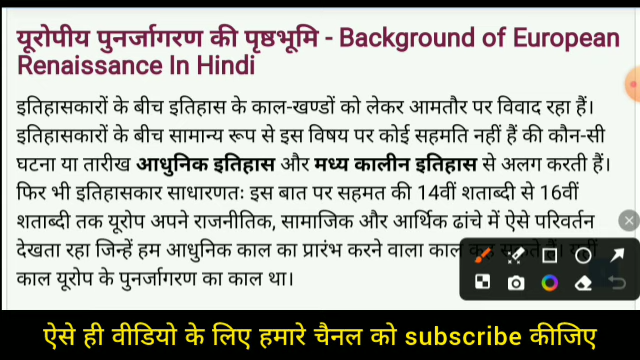 यूरोपीय पुनर्जागरण की पृष्ठभूमि - Background of European
Renaissance In Hindi
इतिहासकारों के बीच इतिहास के काल-खण्डों को लेकर आमतौर पर विवाद रहा हैं।
इतिहासकारों के बीच सामान्य रूप से इस विषय पर कोई सहमति नहीं हैं की कौन-सी
घटना या तारीख आधुनिक इतिहास और मध्य कालीन इतिहास से अलग करती हैं।
फिर भी इतिहासकार साधारणतः इस बात पर सहमत की 14वीं शताब्दी से 16वीं
शताब्दी तक यूरोप अपने राजनीतिक, सामाजिक और आर्थिक ढांचे में ऐसे परिवर्तन
देखता रहा जिन्हें हम आधुनिक काल का प्रारंभ करने वाला काल
काल यूरोप के पुनर्जागरण का काल था।
ऐसे ही वीडियो के लिए हमारे चैनल को subscribe कीजिए